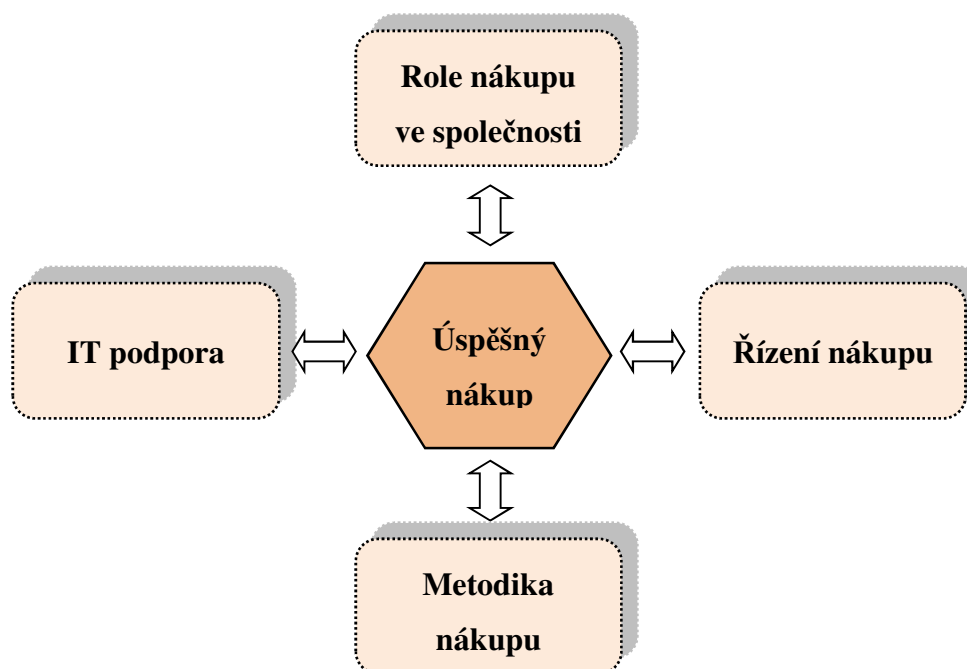 Role nákupu
ve společnosti
IT podpora
Úspěšný
nákup
Řízení nákupu
Metodika
nákupu